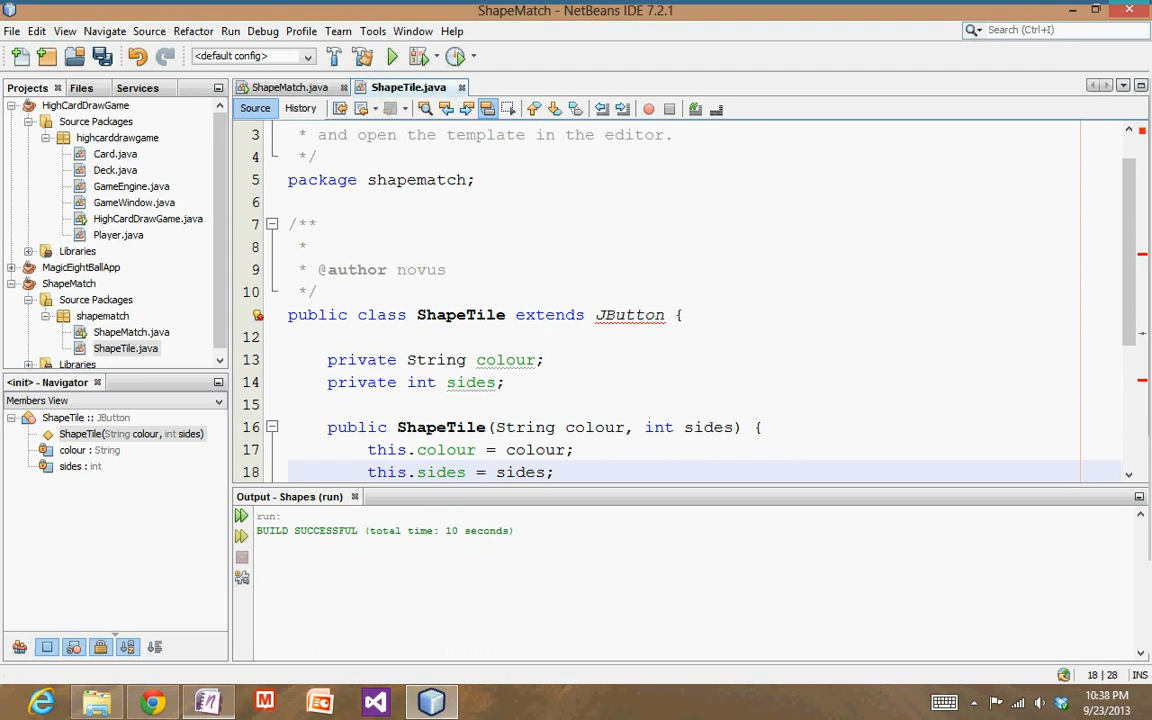 ShapeMatch - NetBeans IDE 7.2.1
File Edit View Navigate Source Refactor Run Debug Profile Team Tools Window Help
Search (Ctrl+I)
<default config>
Projects Files Services
ShapeMatch.java ShapeTile.java
Source History
HighCardDrawGame
Source Packages
highcarddrawgame
Card.java
Deck.java
GameEngine.java
GameWindow.java
HighCardDrawGame.java
Player.java
Libraries
MagicEightBallApp
ShapeMatch
Source Packages
shapematch
ShapeMatch.java
ShapeTile.java
Libraries
3 * and open the template in the editor.
4 */
5 package shapematch;
6
7 /**
8 *
9 * @author novus
10 */
public class ShapeTile extends JButton {
12
13 private String colour;
14 private int sides;
15
16 public ShapeTile(String colour, int sides) {
17 this.colour = colour;
18 this.sides = sides;
<init> - Navigator
Members View
ShapeTile :: JButton
ShapeTile(String colour, int sides)
colour : String
sides : int
Output - Shapes (run)
run:
BUILD SUCCESSFUL (total time: 10 seconds)
18 | 28 INS
10:38 PM
9/23/2013